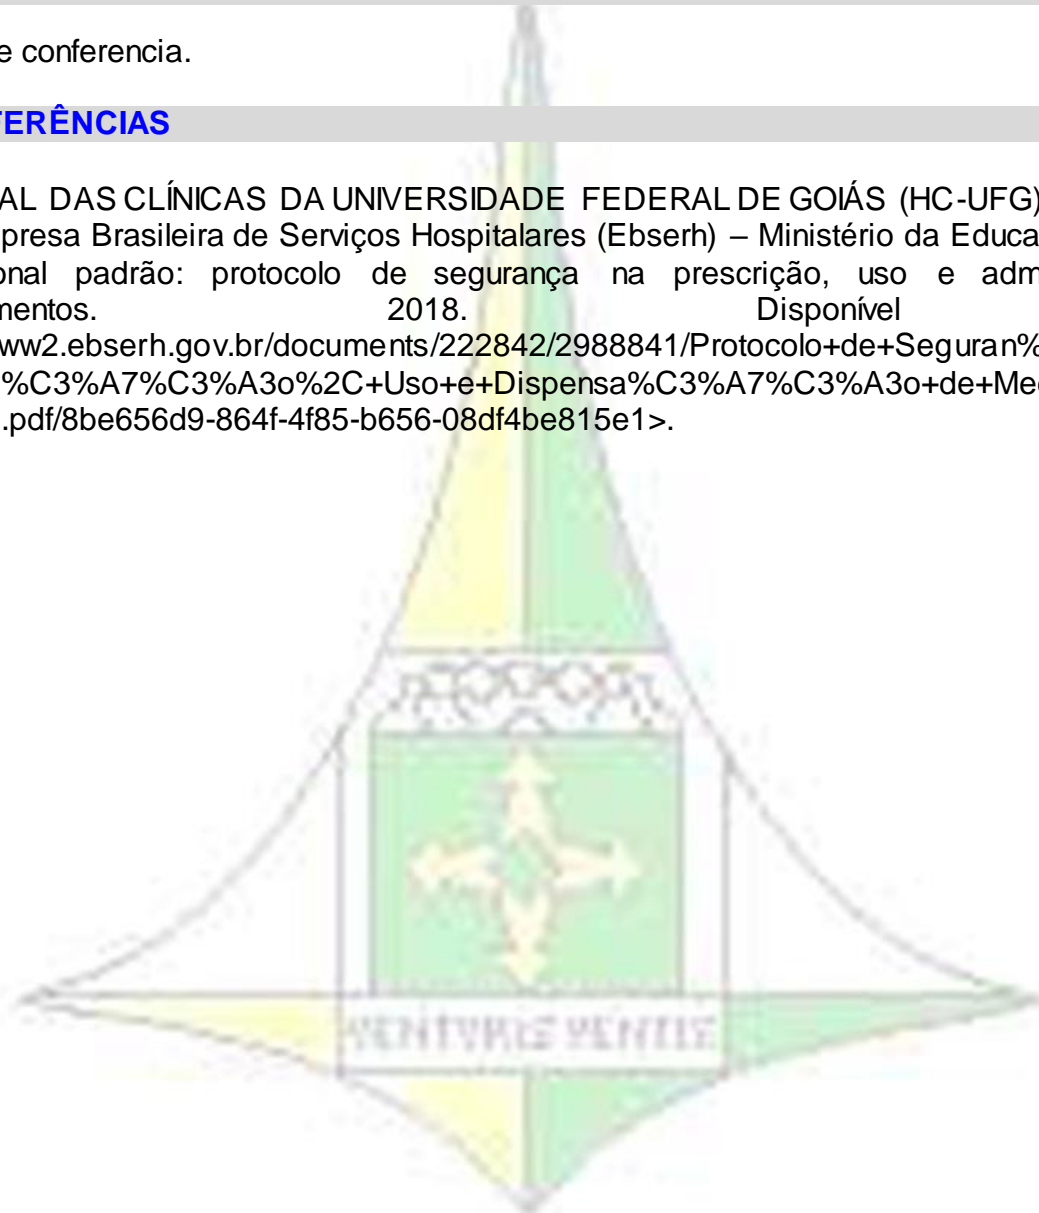 e conferencia.
FERÊNCIAS
AL DAS CLÍNICAS DA UNIVERSIDADE FEDERAL DE GOIÁS (HC-UFG)
presa Brasileira de Serviços Hospitalares (Ebserh) – Ministério da Educa
onal padrão: protocolo de segurança na prescrição, uso e adm
mentos. 2018. Disponível
ww2.ebserh.gov.br/documents/222842/2988841/Protocolo+de+Seguran%
%C3%A7%C3%A3o%2C+Uso+e+Dispensa%C3%A7%C3%A3o+de+Me
.pdf/8be656d9-864f-4f85-b656-08df4be815e1>.
VENTVRIS VENTIS